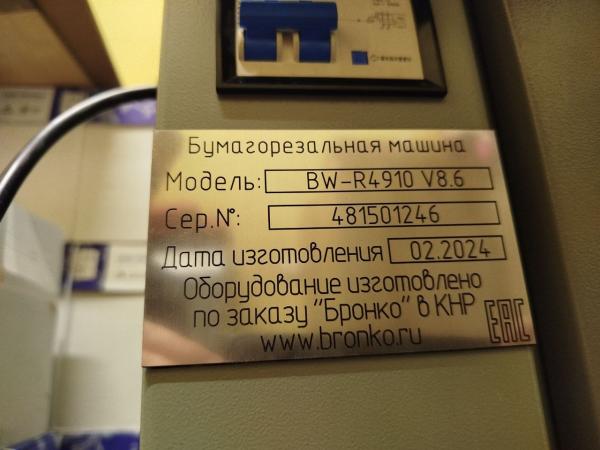 Бумагорезальная машина
Модель: BW-R4910 V8.6
Сер.№: 481501246
Дата изготовления 02.2024
Оборудование изготовлено
по заказу "Бронко" в КНР
www.bronko.ru
EAC